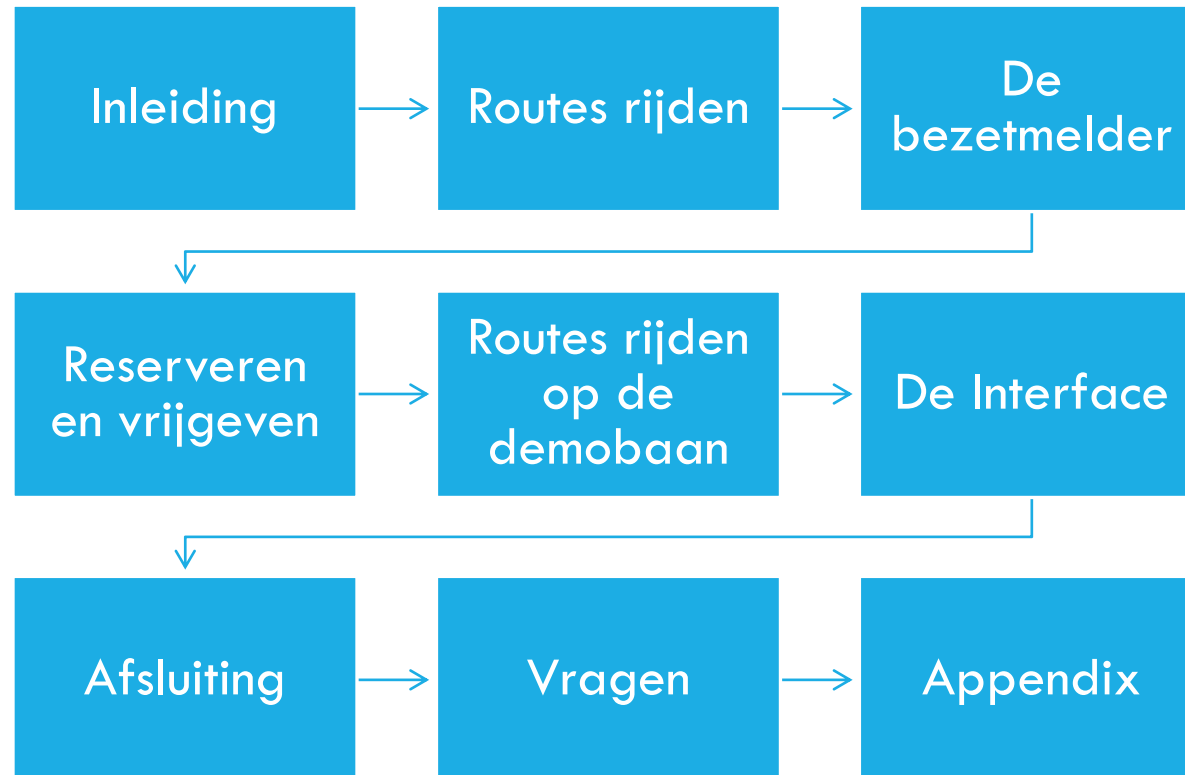 Inleiding
Routes rijden
De
bezetmelder
Reserveren
en vrijgeven
Routes rijden
op de
demobaan
De Interface
Afsluiting
Vragen
Appendix